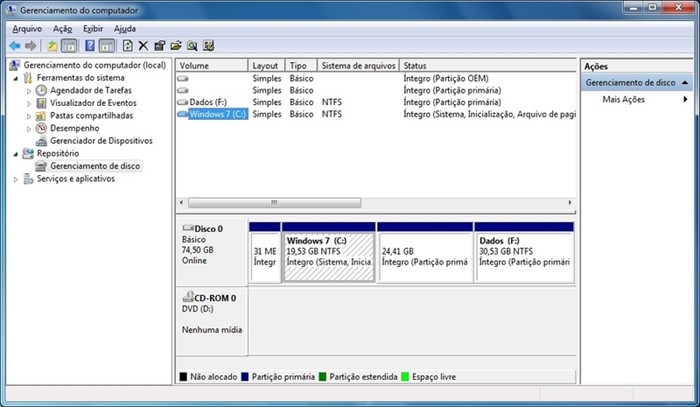 Gerenciamento do computador
Arquivo Ação Exibir Ajuda
Gerenciamento do computador (local)
Ferramentas do sistema
Agendador de Tarefas
Visualizador de Eventos
Pastas compartilhadas
Desempenho
Gerenciador de Dispositivos
Repositório
Gerenciamento de disco
Serviços e aplicativos
Volume Layout Tipo Sistema de arquivos Status
Simples Básico Íntegro (Partição OEM)
Simples Básico Íntegro (Partição primária)
Dados (F:) Simples Básico NTFS Íntegro (Partição primária)
Windows 7 (C:) Simples Básico NTFS Íntegro (Sistema, Inicialização, Arquivo de pagi
Ações
Gerenciamento de disco
Mais Ações
Disco 0
Básico
74,50 GB
Online
31 ME
Íntegr
Windows 7 (C:)
19,53 GB NTFS
Íntegro (Sistema, Inicia
24,41 GB
Íntegro (Partição primá
Dados (F:)
30,53 GB NTFS
Íntegro (Partição primári
CD-ROM 0
DVD (D:)
Nenhuma mídia
Não alocado Partição primária Partição estendida Espaço livre